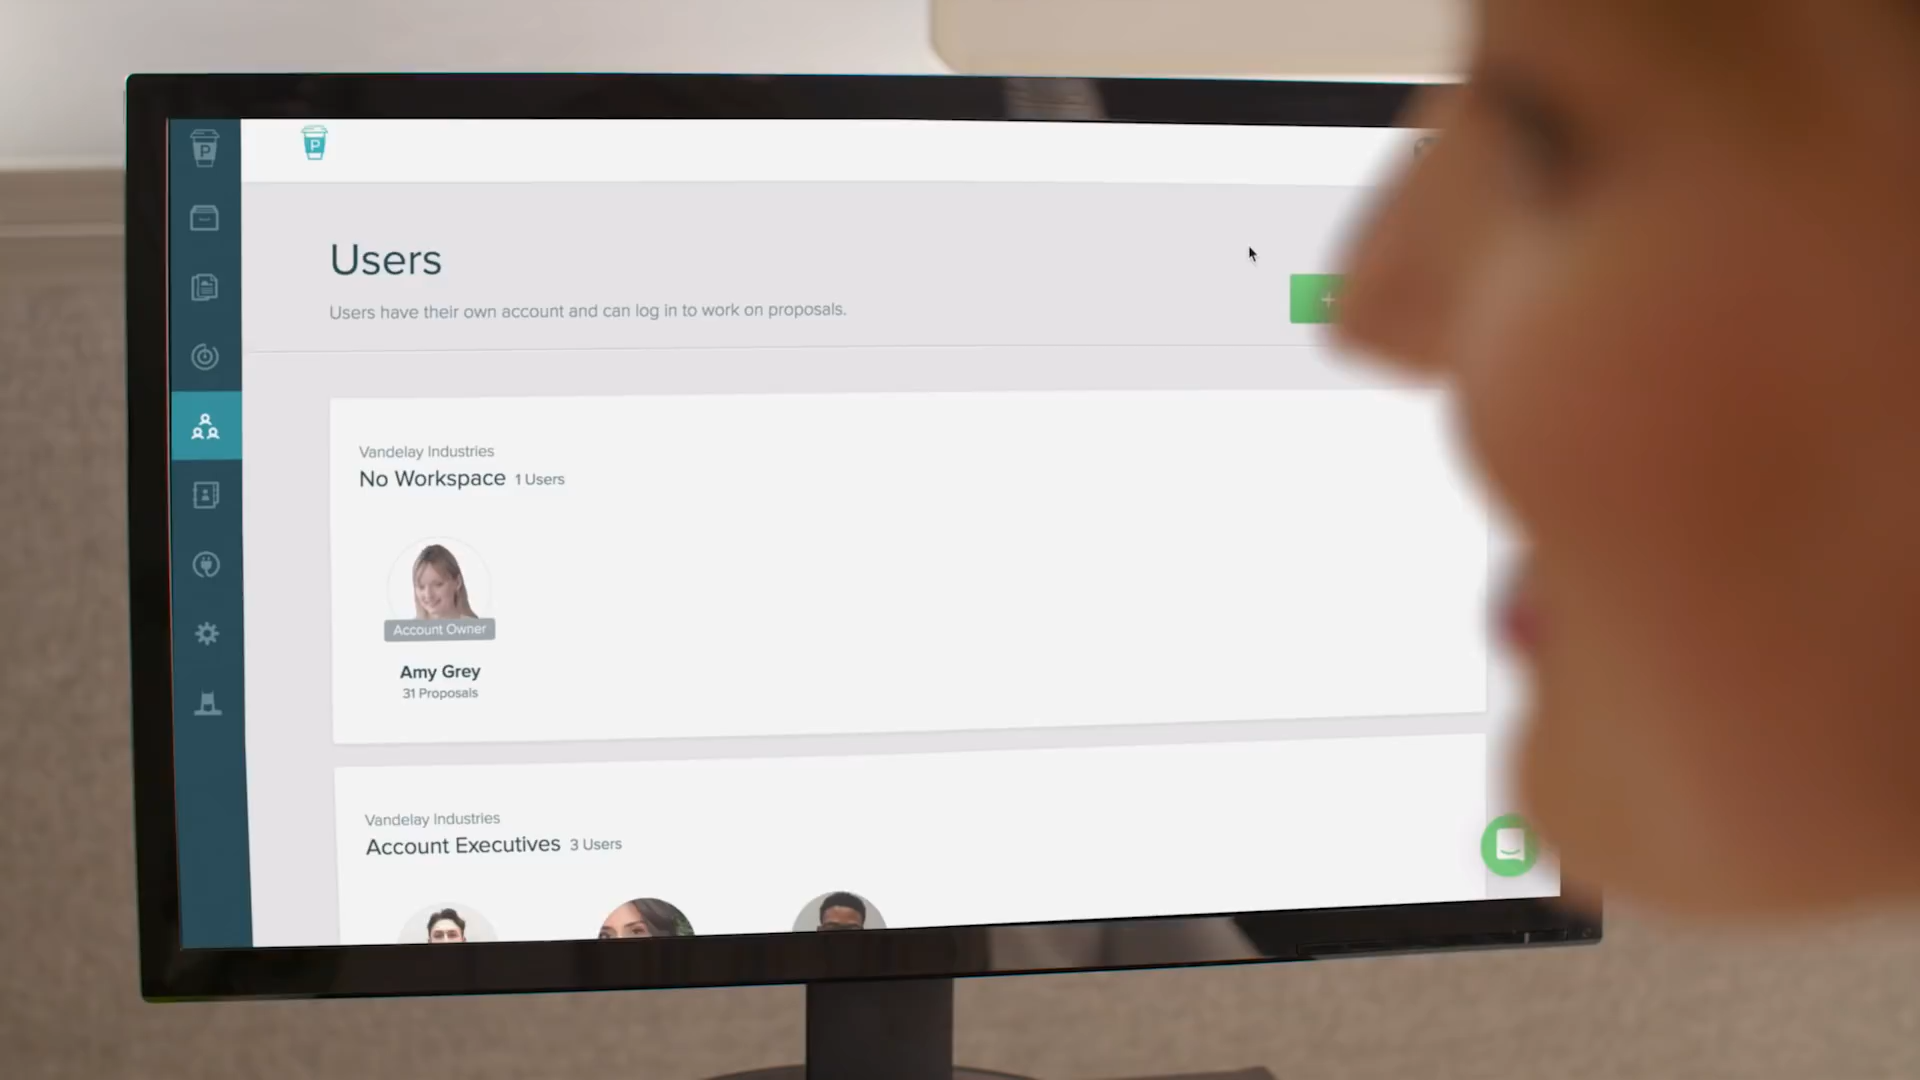 P
P
Users
Users have their own account and can log in to work on proposals.
+
Vandelay Industries
No Workspace 1 Users
Account Owner
Amy Grey
31 Proposals
Vandelay Industries
Account Executives 3 Users